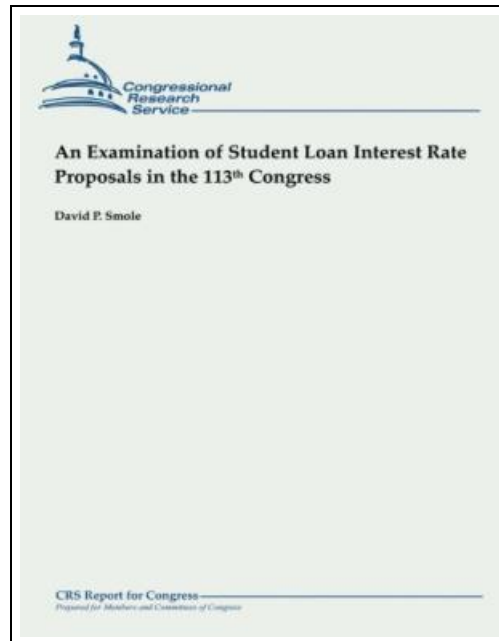 Congressional
Research
Service
An Examination of Student Loan Interest Rate
Proposals in the 113th Congress
David P. Smole
CRS Report for Congress
Prepared for Members and Committees of Congress